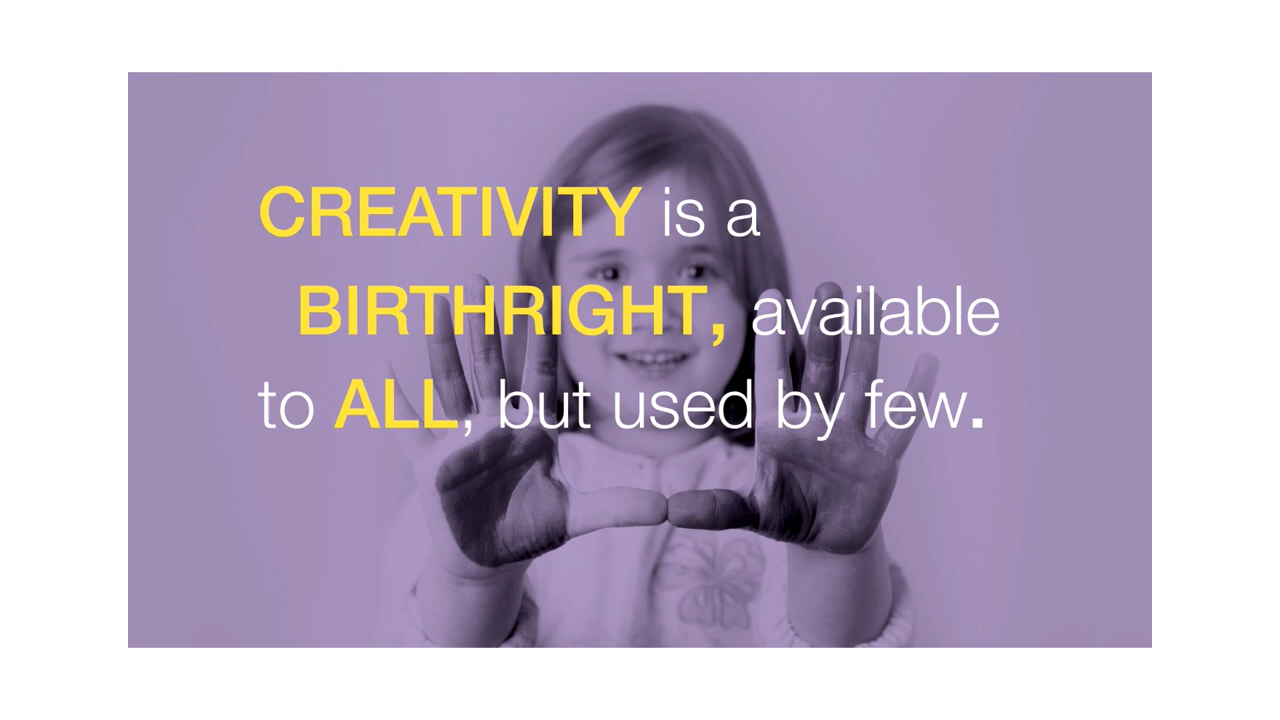 CREATIVITY is a
BIRTHRIGHT, available
to ALL, but used by few.